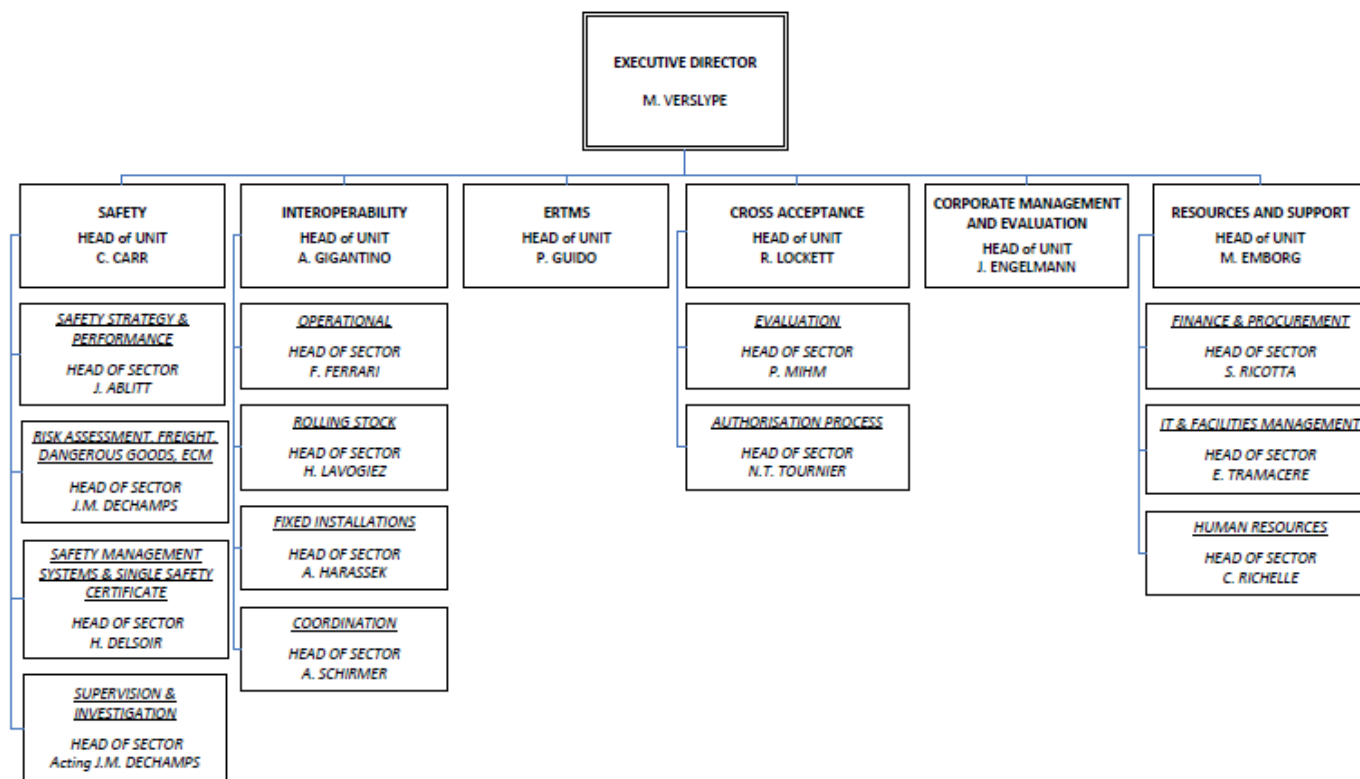 EXECUTIVE DIRECTOR
M. VERSLYPE
SAFETY
HEAD of UNIT
C. CARR
SAFETY STRATEGY &
PERFORMANCE
HEAD OF SECTOR
J. ABLITT
RISK ASSESSMENT, FREIGHT,
DANGEROUS GOODS, ECM
HEAD OF SECTOR
J.M. DECHAMPS
SAFETY MANAGEMENT
SYSTEMS & SINGLE SAFETY
CERTIFICATE
HEAD OF SECTOR
H. DELSOIR
SUPERVISION &
INVESTIGATION
HEAD OF SECTOR
Acting J.M. DECHAMPS
INTEROPERABILITY
HEAD of UNIT
A. GIGANTINO
OPERATIONAL
HEAD OF SECTOR
F. FERRARI
ROLLING STOCK
HEAD OF SECTOR
H. LAVOGIEZ
FIXED INSTALLATIONS
HEAD OF SECTOR
A. HARASSEK
COORDINATION
HEAD OF SECTOR
A. SCHIRMER
ERTMS
HEAD of UNIT
P. GUIDO
CROSS ACCEPTANCE
HEAD of UNIT
R. LOCKETT
EVALUATION
HEAD OF SECTOR
P. MIHM
AUTHORISATION PROCESS
HEAD OF SECTOR
N.T. TOURNIER
CORPORATE MANAGEMENT
AND EVALUATION
HEAD of UNIT
J. ENGELMANN
RESOURCES AND SUPPORT
HEAD of UNIT
M. EMBORG
FINANCE & PROCUREMENT
HEAD OF SECTOR
S. RICOTTA
IT & FACILITIES MANAGEMENT
HEAD OF SECTOR
E. TRAMACERE
HUMAN RESOURCES
HEAD OF SECTOR
C. RICHELLE